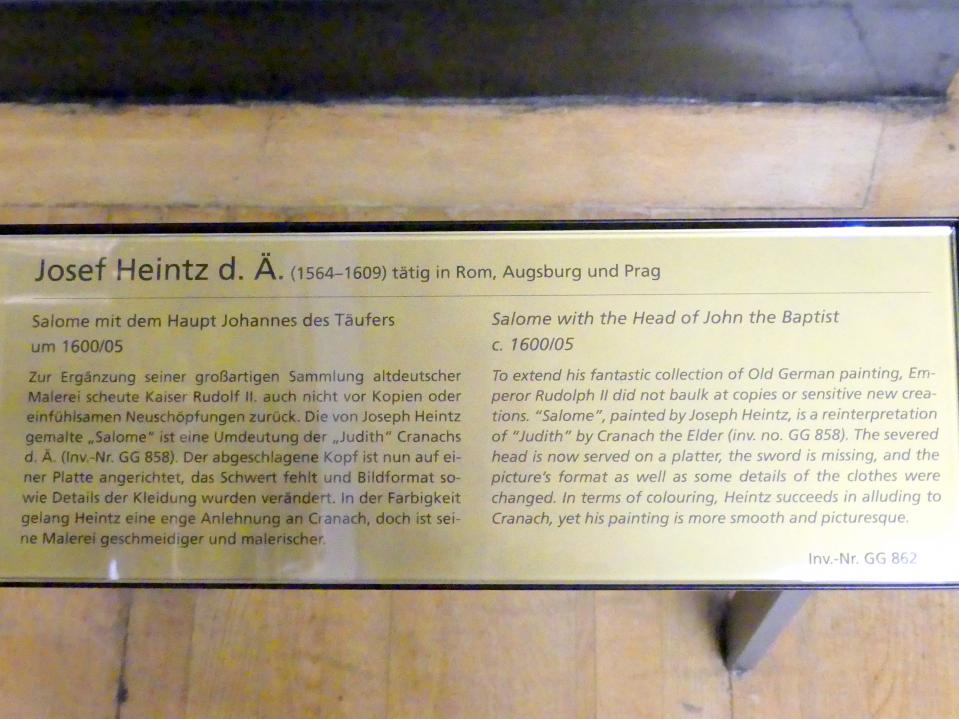 Josef Heintz d. Ä. (1564–1609) tätig in Rom, Augsburg und Prag
Salome mit dem Haupt Johannes des Täufers
um 1600/05
Zur Ergänzung seiner großartigen Sammlung altdeutscher
Malerei scheute Kaiser Rudolf II. auch nicht vor Kopien oder
einfühlsamen Neuschöpfungen zurück. Die von Joseph Heintz
gemalte „Salome“ ist eine Umdeutung der „Judith“ Cranachs
d. Ä. (Inv.-Nr. GG 858). Der abgeschlagene Kopf ist nun auf ei-
ner Platte angerichtet, das Schwert fehlt und Bildformat so-
wie Details der Kleidung wurden verändert. In der Farbigkeit
gelang Heintz eine enge Anlehnung an Cranach, doch ist sei-
ne Malerei geschmeidiger und malerischer.
Salome with the Head of John the Baptist
c. 1600/05
To extend his fantastic collection of Old German painting, Em-
peror Rudolph II did not baulk at copies or sensitive new crea-
tions. “Salome”, painted by Joseph Heintz, is a reinterpretation
of “Judith” by Cranach the Elder (inv. no. GG 858). The severed
head is now served on a platter, the sword is missing, and the
picture’s format as well as some details of the clothes were
changed. In terms of colouring, Heintz succeeds in alluding to
Cranach, yet his painting is more smooth and picturesque.
Inv.-Nr. GG 862